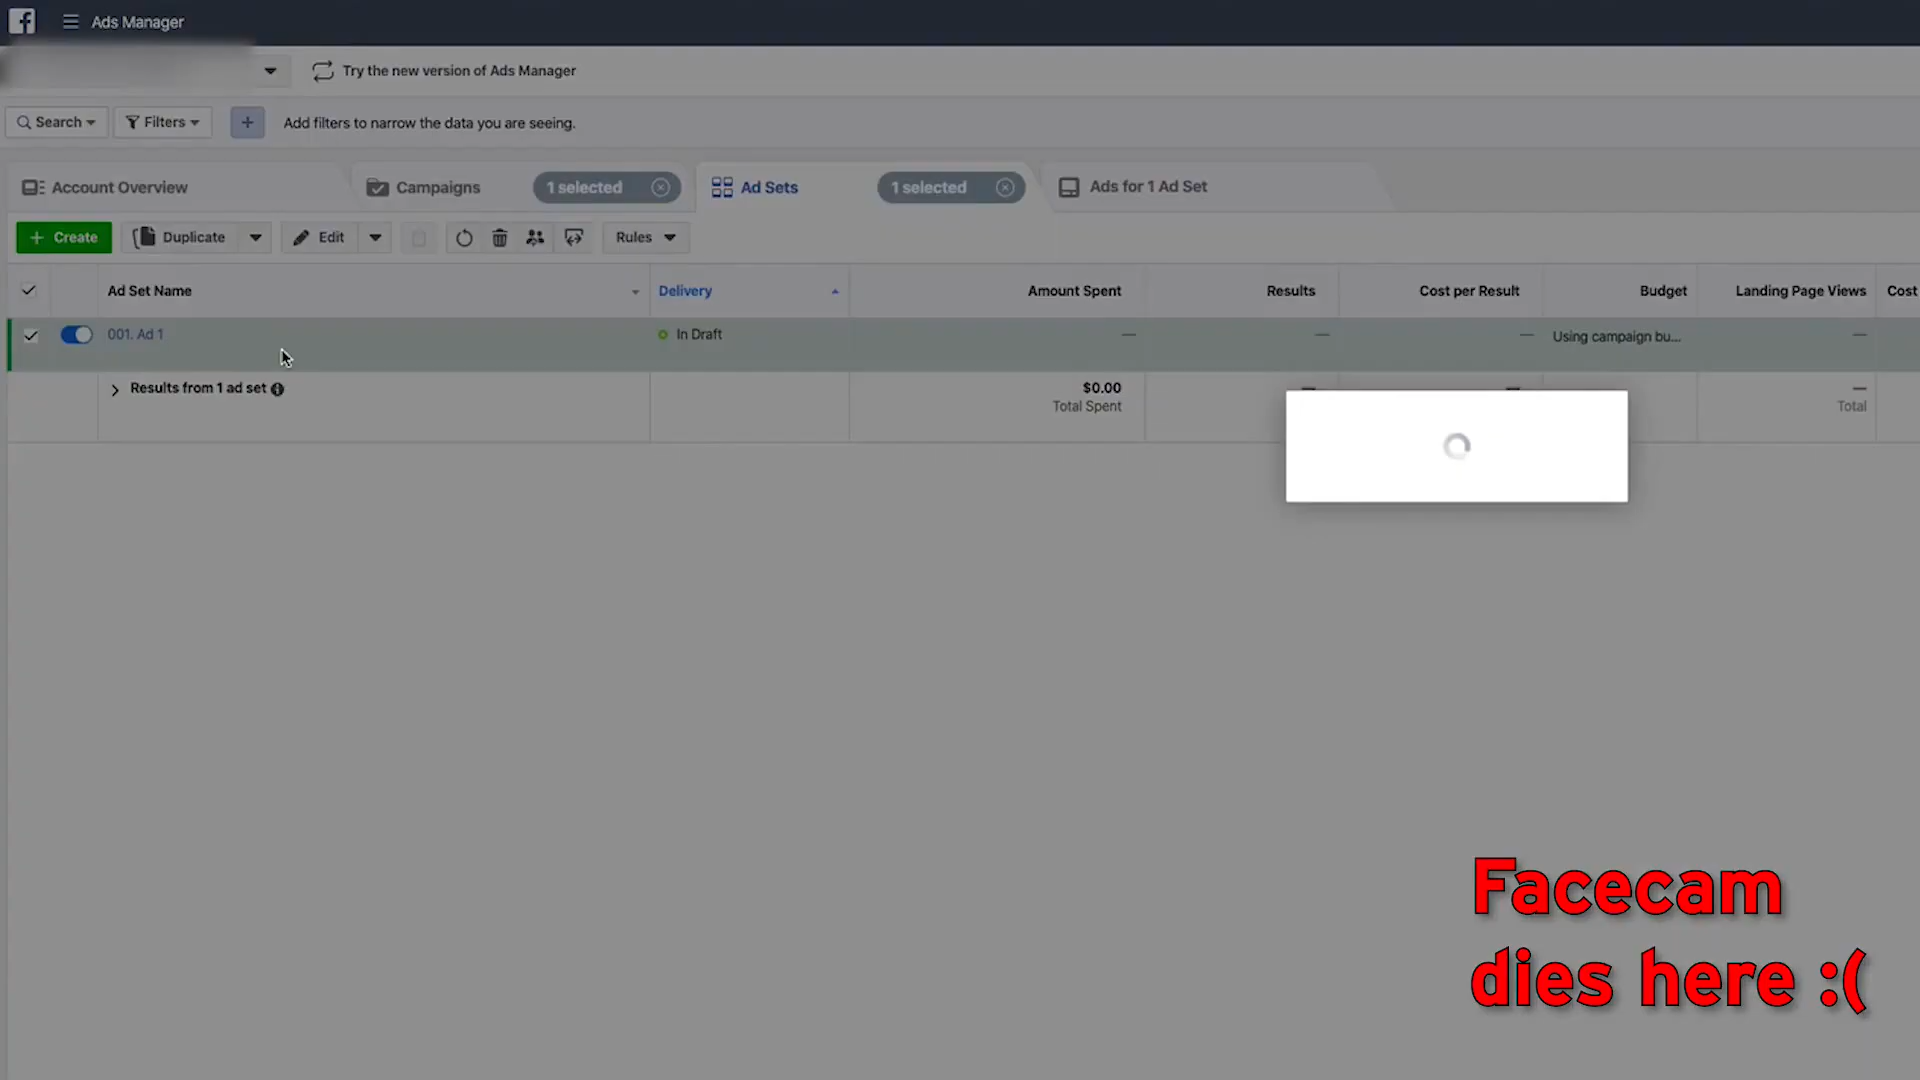 Ads Manager
Try the new version of Ads Manager
Search Filters + Add filters to narrow the data you are seeing.
Account Overview Campaigns 1 selected Ad Sets 1 selected Ads for 1 Ad Set
+ Create Duplicate Edit Rules
Ad Set Name Delivery Amount Spent Results Cost per Result Budget Landing Page Views Cost
001. Ad 1 In Draft — — — Using campaign bu... —
Results from 1 ad set $0.00 — — —
Total Spent Total
Facecam
dies here :(